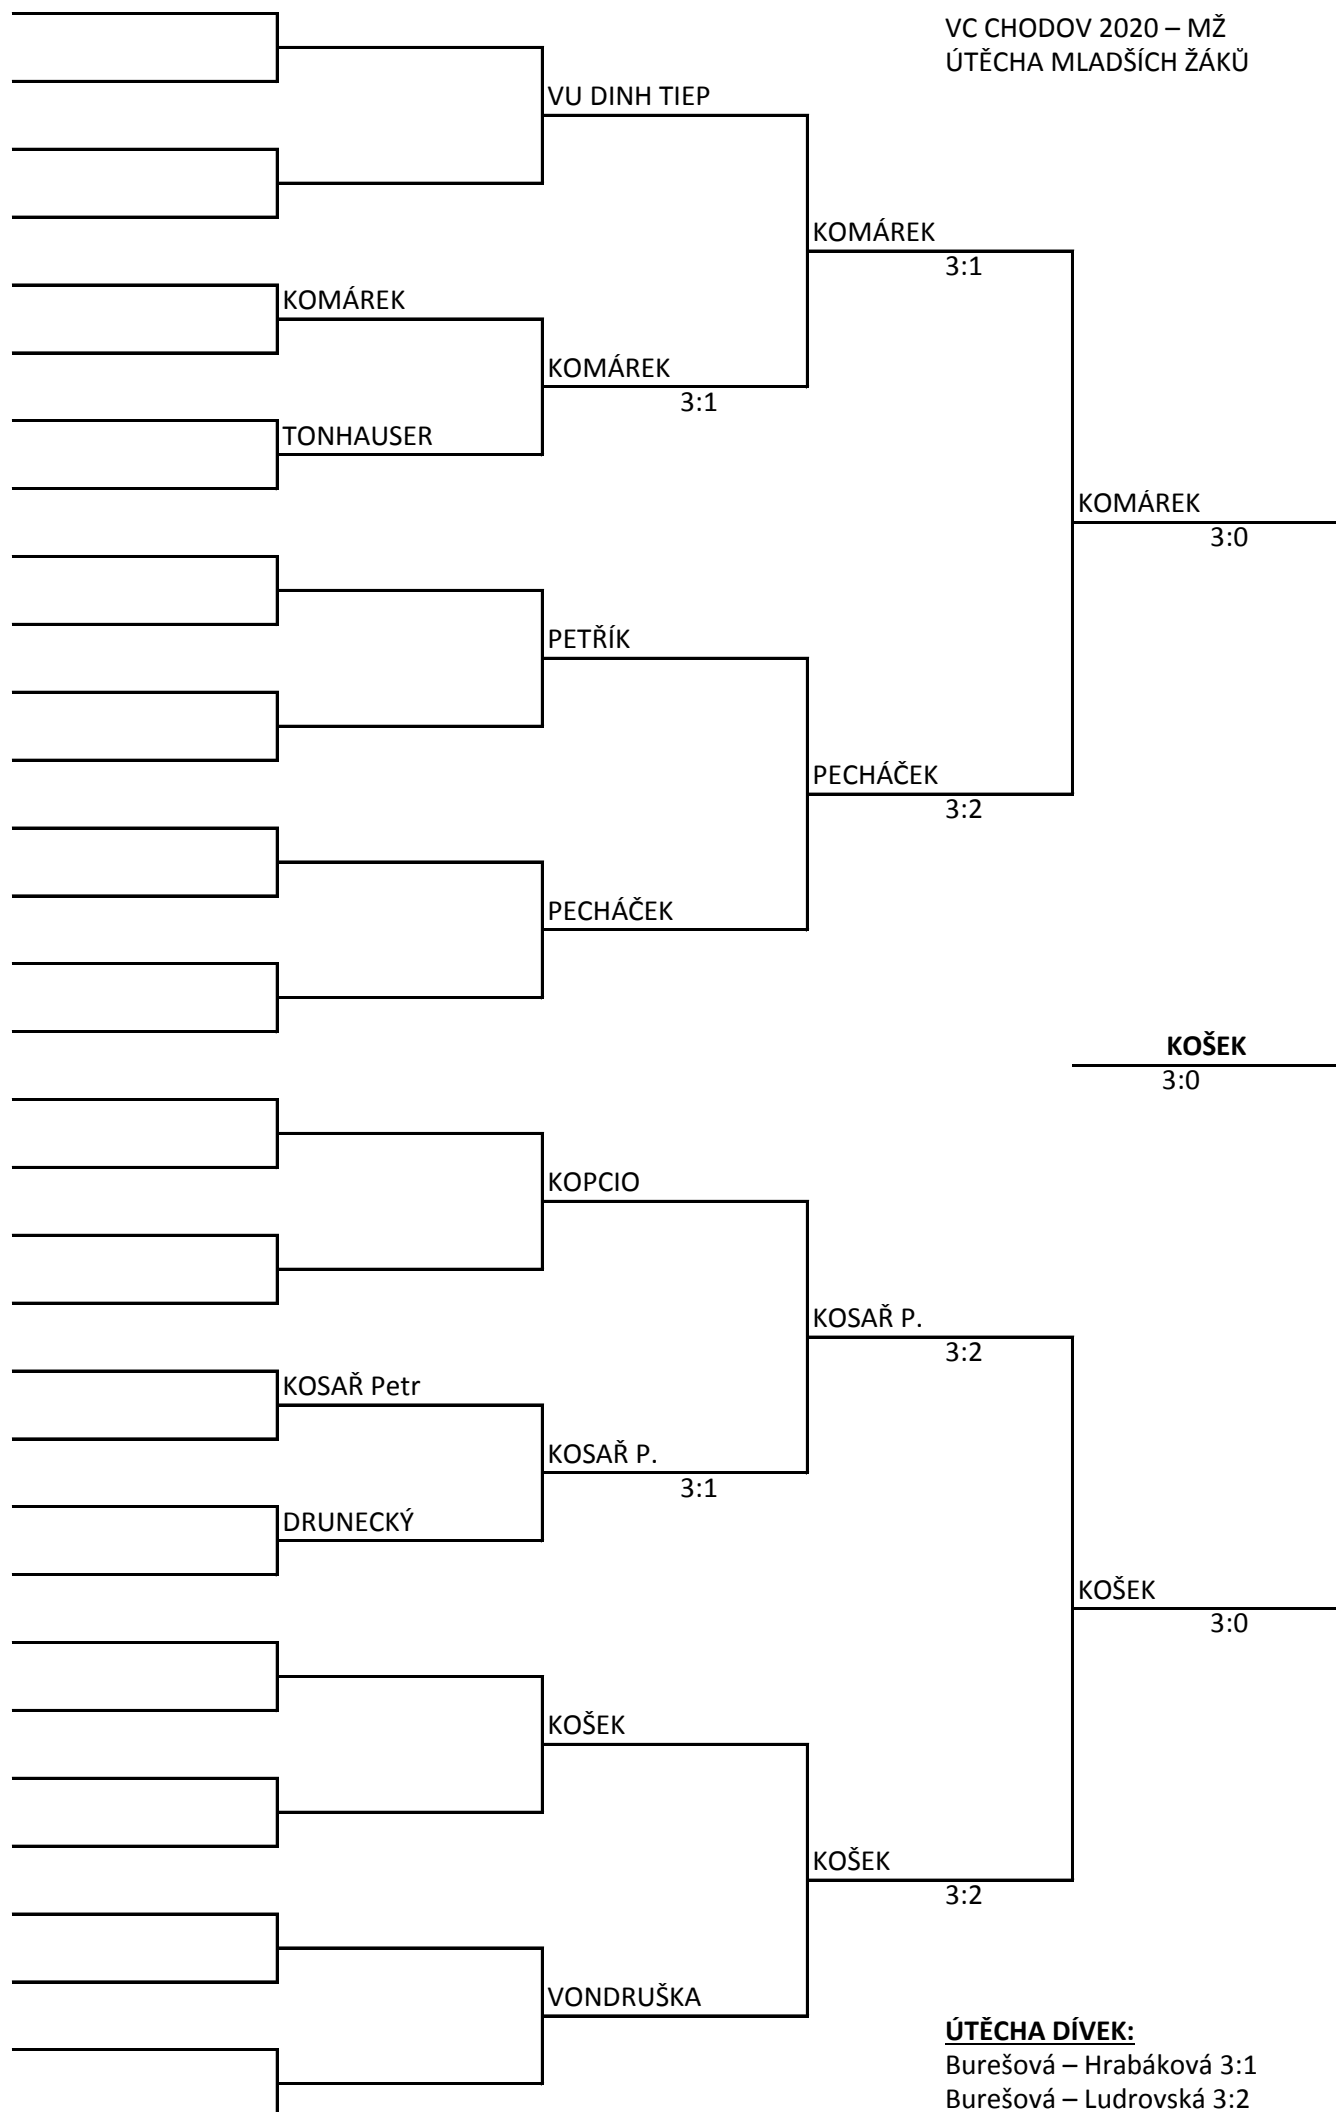 VC CHODOV 2020 – MŽ
ÚTĚCHA MLADŠÍCH ŽÁKŮ
VU DINH TIEP
KOMÁREK
3:1
KOMÁREK
KOMÁREK
3:1
TONHAUSER
KOMÁREK
3:0
PETŘÍK
PECHÁČEK
3:2
PECHÁČEK
KOŠEK
3:0
KOPCIO
KOSAŘ P.
3:2
KOSAŘ Petr
KOSAŘ P.
3:1
DRUNECKÝ
KOŠEK
3:0
KOŠEK
KOŠEK
3:2
VONDRUŠKA
ÚTĚCHA DÍVEK:
Burešová – Hrabáková 3:1
Burešová – Ludrovská 3:2